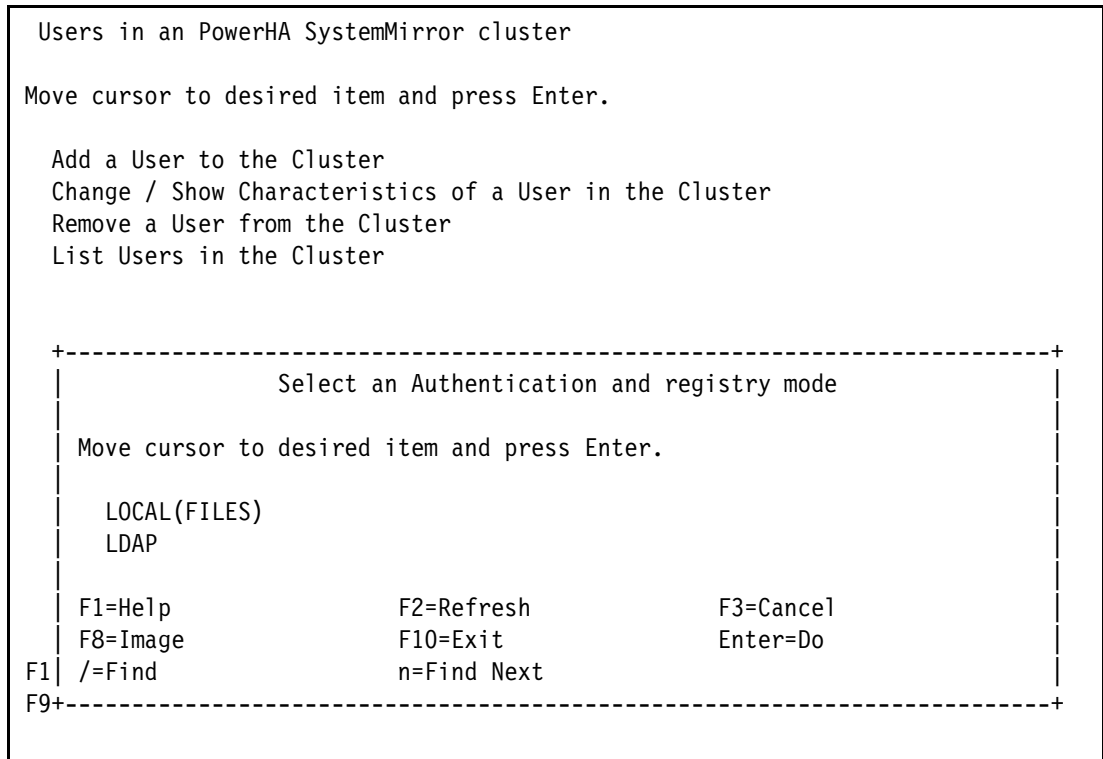 Users in an PowerHA SystemMirror cluster
Move cursor to desired item and press Enter.
Add a User to the Cluster
Change / Show Characteristics of a User in the Cluster
Remove a User from the Cluster
List Users in the Cluster
+--------------------------------------------------------------------------+
Select an Authentication and registry mode
Move cursor to desired item and press Enter.
LOCAL(FILES)
LDAP
F1=Help F2=Refresh F3=Cancel
F8=Image F10=Exit Enter=Do
F1| /=Find n=Find Next
F9+--------------------------------------------------------------------------+